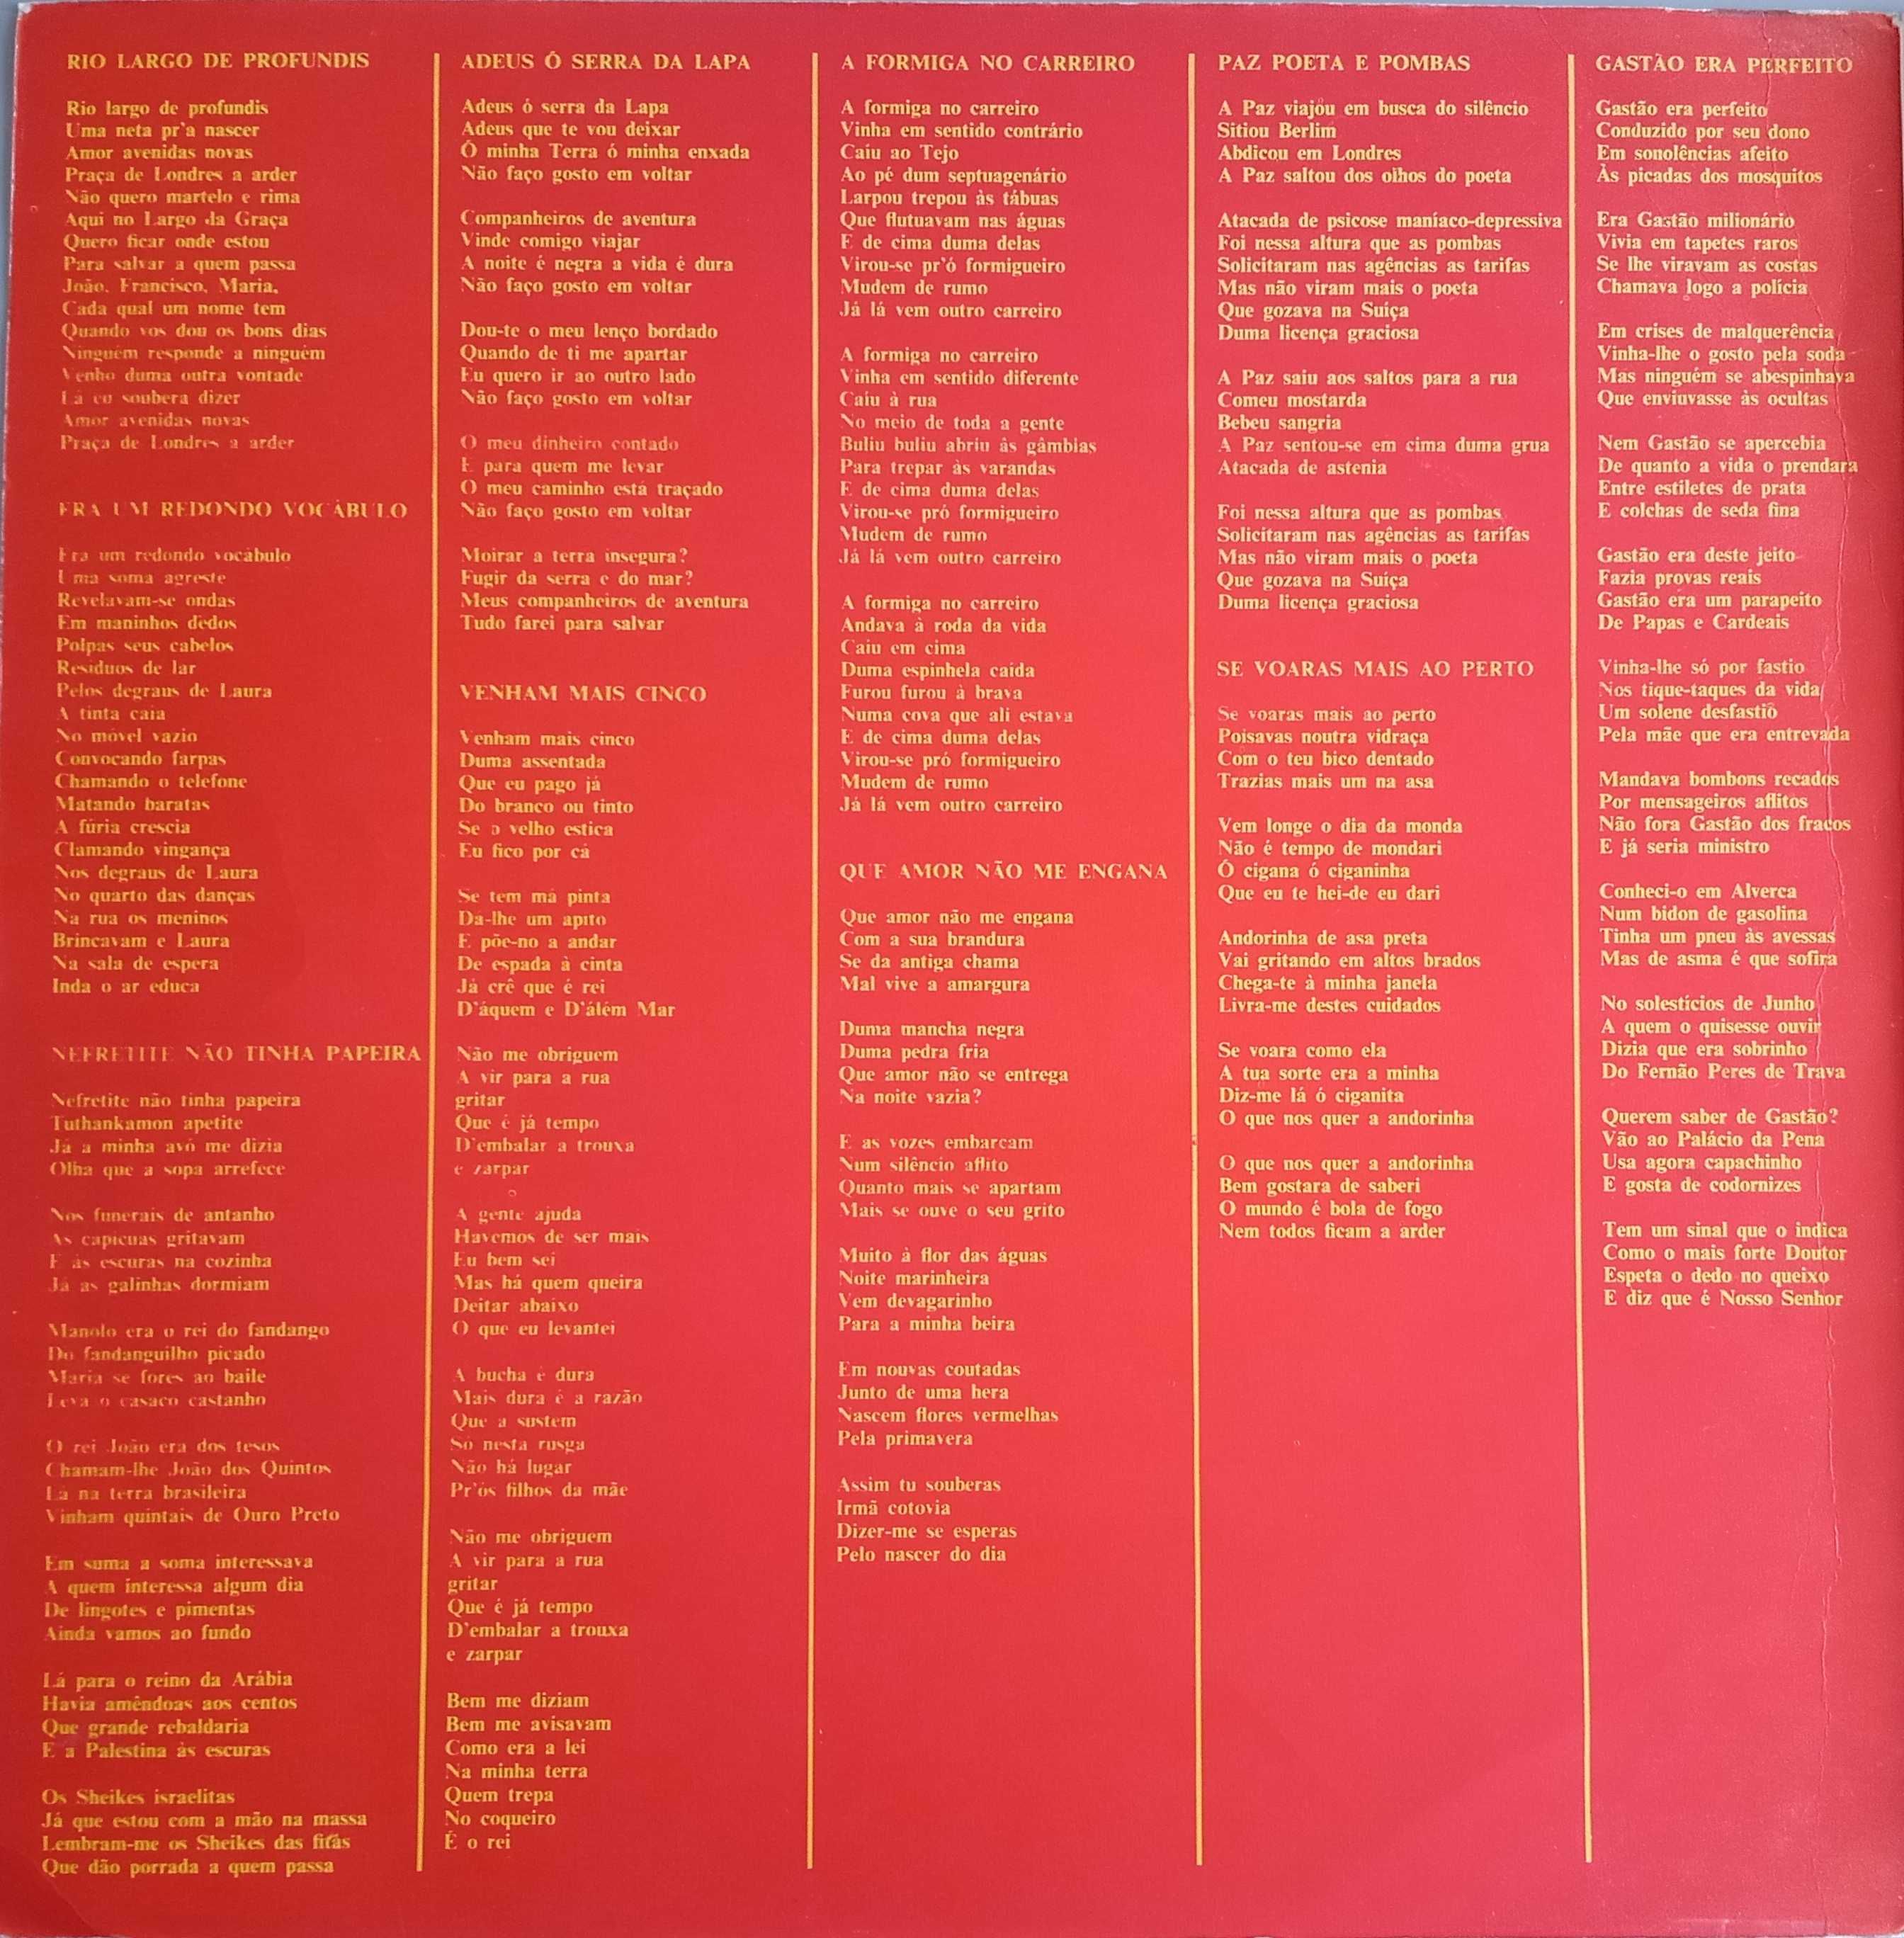 RIO LARGO DE PROFUNDIS
Rio largo de profundis
Uma neta pr'a nascer
Amor avenidas novas
Praça de Londres a arder
Não quero martelo e rima
Aqui no Largo da Graça
Quero ficar onde estou
Para salvar a quem passa
João, Francisco, Maria,
Cada qual um nome tem
Quando vos dou os bons dias
Ninguém responde a ninguém
Venho duma outra vontade
Lá eu soubera dizer
Amor avenidas novas
Praça de Londres a arder
ERA UM REDONDO VOCÁBULO
Era um redondo vocábulo
Uma soma agreste
Revelavam-se ondas
Em maninhos dedos
Polpas seus cabelos
Resíduos de lar
Pelos degraus de Laura
A tinta caía
No móvel vazio
Convocando farpas
Chamando o telefone
Matando baratas
A fúria crescia
Clamando vingança
Nos degraus de Laura
No quarto das danças
Na rua os meninos
Brincavam e Laura
Na sala de espera
Inda o ar educa
NEFRETITE NÃO TINHA PAPEIRA
Nefretite não tinha papeira
Tuthankamon apetite
Já a minha avó me dizia
Olha que a sopa arrefece
Nos funerais de antanho
As capicuas gritavam
E às escuras na cozinha
Já as galinhas dormiam
Manolo era o rei do fandango
Do fandanguilho picado
Maria se fores ao baile
Leva o casaco castanho
O rei João era dos tesos
Chamam-lhe João dos Quintos
Lá na terra brasileira
Vinham quintais de Ouro Preto
Em suma a soma interessava
A quem interessa algum dia
De lingotes e pimentas
Ainda vamos ao fundo
Lá para o reino da Arábia
Havia amêndoas aos centos
Que grande rebaldaria
E a Palestina às escuras
Os Sheikes israelitas
Já que estou com a mão na massa
Lembram-me os Sheikes das fitas
Que dão porrada a quem passa
ADEUS Ó SERRA DA LAPA
Adeus ó serra da Lapa
Adeus que te vou deixar
Ó minha Terra ó minha enxada
Não faço gosto em voltar
Companheiros de aventura
Vinde comigo viajar
A noite é negra a vida é dura
Não faço gosto em voltar
Dou-te o meu lenço bordado
Quando de ti me apartar
Eu quero ir ao outro lado
Não faço gosto em voltar
O meu dinheiro contado
É para quem me levar
O meu caminho está traçado
Não faço gosto em voltar
Moirar a terra insegura?
Fugir da serra e do mar?
Meus companheiros de aventura
Tudo farei para salvar
VENHAM MAIS CINCO
Venham mais cinco
Duma assentada
Que eu pago já
Do branco ou tinto
Se o velho estica
Eu fico por cá
Se tem má pinta
Dá-lhe um apito
E põe-no a andar
De espada à cinta
Já crê que é rei
D'áquem e D'álém Mar
Não me obriguem
A vir para a rua
gritar
Que é já tempo
D'embalar a trouxa
e zarpar
A gente ajuda
Havemos de ser mais
Eu bem sei
Mas há quem queira
Deitar abaixo
O que eu levantei
A bucha é dura
Mais dura é a razão
Que a sustem
Só nesta rusga
Não há lugar
Pr'ós filhos da mãe
Não me obriguem
A vir para a rua
gritar
Que é já tempo
D'embalar a trouxa
e zarpar
Bem me diziam
Bem me avisavam
Como era a lei
Na minha terra
Quem trepa
No coqueiro
É o rei
A FORMIGA NO CARREIRO
A formiga no carreiro
Vinha em sentido contrário
Caiu ao Tejo
Ao pé dum septuagenário
Larpou trepou às tábuas
Que flutuavam nas águas
E de cima duma delas
Virou-se pr'ó formigueiro
Mudem de rumo
Já lá vem outro carreiro
A formiga no carreiro
Vinha em sentido diferente
Caiu à rua
No meio de toda a gente
Buliu buliu abriu âs gâmbias
Para trepar às varandas
E de cima duma delas
Virou-se pró formigueiro
Mudem de rumo
Já lá vem outro carreiro
A formiga no carreiro
Andava à roda da vida
Caiu em cima
Duma espinhela caída
Furou furou à brava
Numa cova que ali estava
E de cima duma delas
Virou-se pró formigueiro
Mudem de rumo
Já lá vem outro carreiro
QUE AMOR NÃO ME ENGANA
Que amor não me engana
Com a sua brandura
Se da antiga chama
Mal vive a amargura
Duma mancha negra
Duma pedra fria
Que amor não se entrega
Na noite vazia?
E as vozes embarcam
Num silêncio aflito
Quanto mais se apartam
Mais se ouve o seu grito
Muito à flor das águas
Noite marinheira
Vem devagarinho
Para a minha beira
Em nouvas coutadas
Junto de uma hera
Nascem flores vermelhas
Pela primavera
Assim tu souberas
Irmã cotovia
Dizer-me se esperas
Pelo nascer do dia
PAZ POETA E POMBAS
A Paz viajou em busca do silêncio
Sitiou Berlim
Abdicou em Londres
A Paz saltou dos olhos do poeta
Atacada de psicose maníaco-depressiva
Foi nessa altura que as pombas
Solicitaram nas agências as tarifas
Mas não viram mais o poeta
Que gozava na Suíça
Duma licença graciosa
A Paz saiu aos saltos para a rua
Comeu mostarda
Bebeu sangria
A Paz sentou-se em cima duma grua
Atacada de astenia
Foi nessa altura que as pombas
Solicitaram nas agências as tarifas
Mas não viram mais o poeta
Que gozava na Suíça
Duma licença graciosa
SE VOARAS MAIS AO PERTO
Se voaras mais ao perto
Poisavas noutra vidraça
Com o teu bico dentado
Trazias mais um na asa
Vem longe o dia da monda
Não é tempo de mondari
Ó cigana ó ciganinha
Que eu te hei-de eu dari
Andorinha de asa preta
Vai gritando em altos brados
Chega-te à minha janela
Livra-me destes cuidados
Se voara como ela
A tua sorte era a minha
Diz-me lá ó ciganita
O que nos quer a andorinha
O que nos quer a andorinha
Bem gostara de saberi
O mundo é bola de fogo
Nem todos ficam a arder
GASTÃO ERA PERFEITO
Gastão era perfeito
Conduzido por seu dono
Em sonolências afeito
Às picadas dos mosquitos
Era Gastão milionário
Vivia em tapetes raros
Se lhe viravam as costas
Chamava logo a polícia
Em crises de malquerência
Vinha-lhe o gosto pela soda
Mas ninguém se abespinhava
Que enviuvasse às ocultas
Nem Gastão se apercebia
De quanto a vida o prendara
Entre estiletes de prata
E colchas de seda fina
Gastão era deste jeito
Fazia provas reais
Gastão era um parapeito
De Papas e Cardeais
Vinha-lhe só por fastio
Nos tique-taques da vida
Um solene desfastio
Pela mãe que era entrevada
Mandava bombons recados
Por mensageiros aflitos
Não fora Gastão dos fracos
E já seria ministro
Conheci-o em Alverca
Num bidon de gasolina
Tinha um pneu às avessas
Mas de asma é que sofira
No solestícios de Junho
A quem o quisesse ouvir
Dizia que era sobrinho
Do Fernão Peres de Trava
Querem saber de Gastão?
Vão ao Palácio da Pena
Usa agora capachinho
E gosta de codornizes
Tem um sinal que o indica
Como o mais forte Doutor
Espeta o dedo no queixo
E diz que é Nosso Senhor